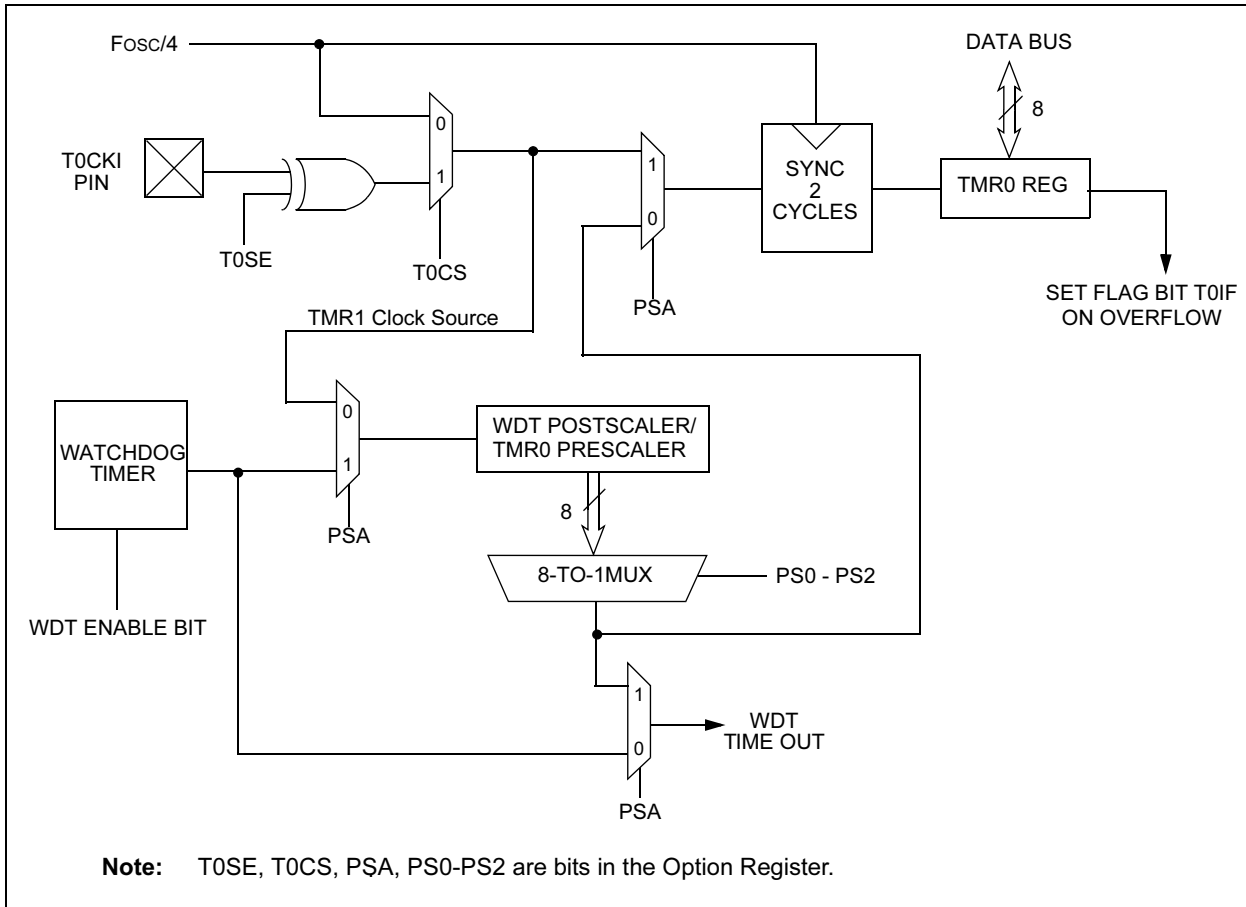 FOSC/4
DATA BUS
8
T0CKI
PIN
0
1
T0SE
T0CS
1
0
PSA
SYNC
2
CYCLES
TMR0 REG
SET FLAG BIT T0IF
ON OVERFLOW
TMR1 Clock Source
WATCHDOG
TIMER
0
1
PSA
WDT POSTSCALER/
TMR0 PRESCALER
8
8-TO-1MUX
PS0 - PS2
WDT ENABLE BIT
1
0
WDT
TIME OUT
PSA
Note: T0SE, T0CS, PSA, PS0-PS2 are bits in the Option Register.